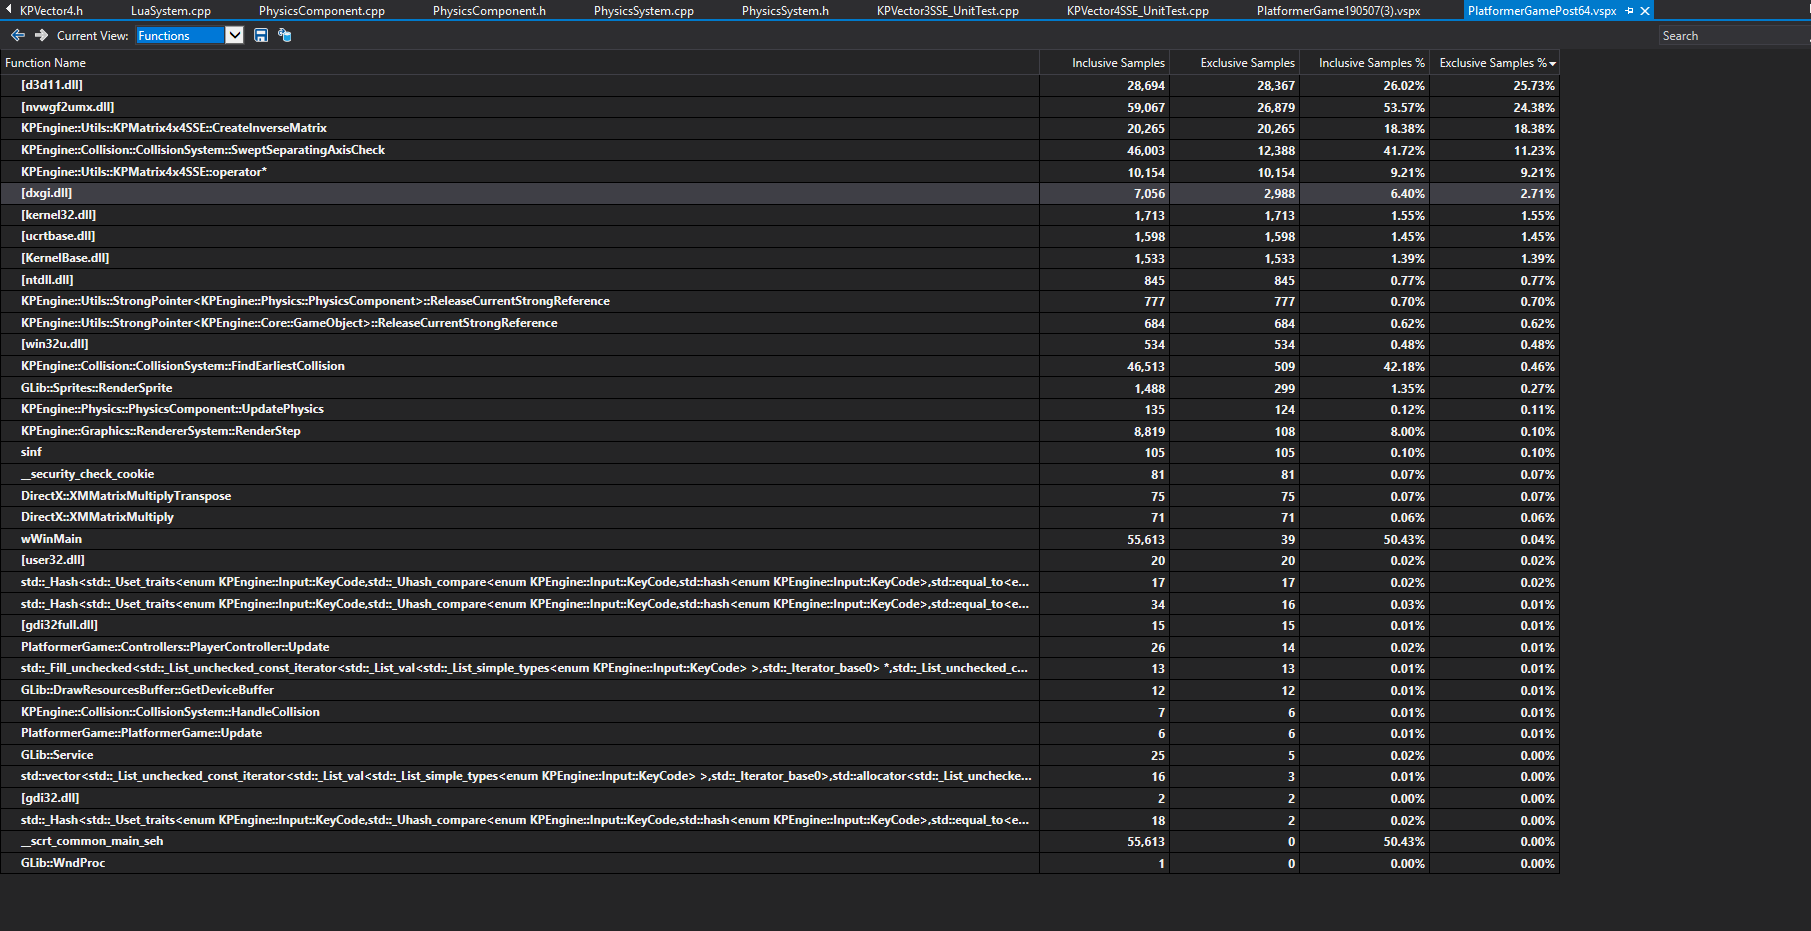 KPVector4.h LuaSystem.cpp PhysicsComponent.cpp PhysicsComponent.h PhysicsSystem.cpp PhysicsSystem.h KPVector3SSE_UnitTest.cpp KPVector4SSE_UnitTest.cpp PlatformerGame190507(3).vspx PlatformerGamePost64.vspx
Current View: Functions Search
Function Name Inclusive Samples Exclusive Samples Inclusive Samples % Exclusive Samples %
[d3d11.dll] 28,694 28,367 26.02% 25.73%
[nvwgf2umx.dll] 59,067 26,879 53.57% 24.38%
KPEngine::Utils::KPMatrix4x4SSE::CreateInverseMatrix 20,265 20,265 18.38% 18.38%
KPEngine::Collision::CollisionSystem::SweptSeparatingAxisCheck 46,003 12,388 41.72% 11.23%
KPEngine::Utils::KPMatrix4x4SSE::operator* 10,154 10,154 9.21% 9.21%
[dxgi.dll] 7,056 2,988 6.40% 2.71%
[kernel32.dll] 1,713 1,713 1.55% 1.55%
[ucrtbase.dll] 1,598 1,598 1.45% 1.45%
[KernelBase.dll] 1,533 1,533 1.39% 1.39%
[ntdll.dll] 845 845 0.77% 0.77%
KPEngine::Utils::StrongPointer<KPEngine::Physics::PhysicsComponent>::ReleaseCurrentStrongReference 777 777 0.70% 0.70%
KPEngine::Utils::StrongPointer<KPEngine::Core::GameObject>::ReleaseCurrentStrongReference 684 684 0.62% 0.62%
[win32u.dll] 534 534 0.48% 0.48%
KPEngine::Collision::CollisionSystem::FindEarliestCollision 46,513 509 42.18% 0.46%
GLib::Sprites::RenderSprite 1,488 299 1.35% 0.27%
KPEngine::Physics::PhysicsComponent::UpdatePhysics 135 124 0.12% 0.11%
KPEngine::Graphics::RendererSystem::RenderStep 8,819 108 8.00% 0.10%
sinf 105 105 0.10% 0.10%
__security_check_cookie 81 81 0.07% 0.07%
DirectX::XMMatrixMultiplyTranspose 75 75 0.07% 0.07%
DirectX::XMMatrixMultiply 71 71 0.06% 0.06%
wWinMain 55,613 39 50.43% 0.04%
[user32.dll] 20 20 0.02% 0.02%
std::_Hash<std::_Uset_traits<enum KPEngine::Input::KeyCode,std::_Uhash_compare<enum KPEngine::Input::KeyCode,std::hash<enum KPEngine::Input::KeyCode>,std::equal_to<e... 17 17 0.02% 0.02%
std::_Hash<std::_Uset_traits<enum KPEngine::Input::KeyCode,std::_Uhash_compare<enum KPEngine::Input::KeyCode,std::hash<enum KPEngine::Input::KeyCode>,std::equal_to<e... 34 16 0.03% 0.01%
[gdi32full.dll] 15 15 0.01% 0.01%
PlatformerGame::Controllers::PlayerController::Update 26 14 0.02% 0.01%
std::_Fill_unchecked<std::_List_unchecked_const_iterator<std::_List_val<std::_List_simple_types<enum KPEngine::Input::KeyCode> >,std::_Iterator_base0> *,std::_List_unchecked_c... 13 13 0.01% 0.01%
GLib::DrawResourcesBuffer::GetDeviceBuffer 12 12 0.01% 0.01%
KPEngine::Collision::CollisionSystem::HandleCollision 7 6 0.01% 0.01%
PlatformerGame::PlatformerGame::Update 6 6 0.01% 0.01%
GLib::Service 25 5 0.02% 0.00%
std::vector<std::_List_unchecked_const_iterator<std::_List_val<std::_List_simple_types<enum KPEngine::Input::KeyCode> >,std::_Iterator_base0>,std::allocator<std::_List_unchecke... 16 3 0.01% 0.00%
[gdi32.dll] 2 2 0.00% 0.00%
std::_Hash<std::_Uset_traits<enum KPEngine::Input::KeyCode,std::_Uhash_compare<enum KPEngine::Input::KeyCode,std::hash<enum KPEngine::Input::KeyCode>,std::equal_to<e... 18 2 0.02% 0.00%
__scrt_common_main_seh 55,613 0 50.43% 0.00%
GLib::WndProc 1 0 0.00% 0.00%